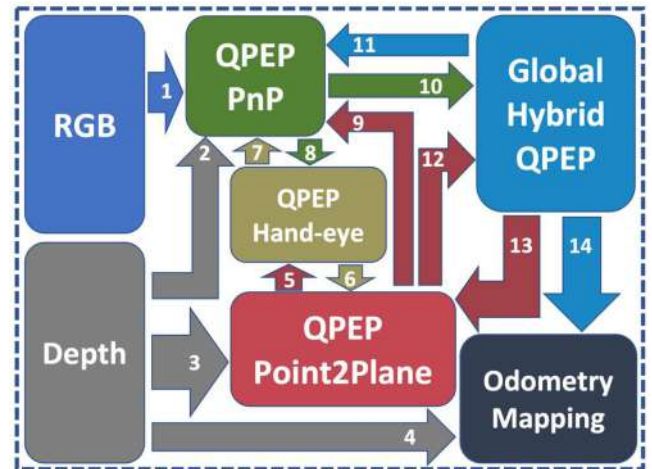 RGB
1
QPEP
PnP
11
10
Global
Hybrid
QPEP
2
7
8
9
12
QPEP
Hand-eye
5
6
13
14
Depth
3
QPEP
Point2Plane
4
Odometry
Mapping